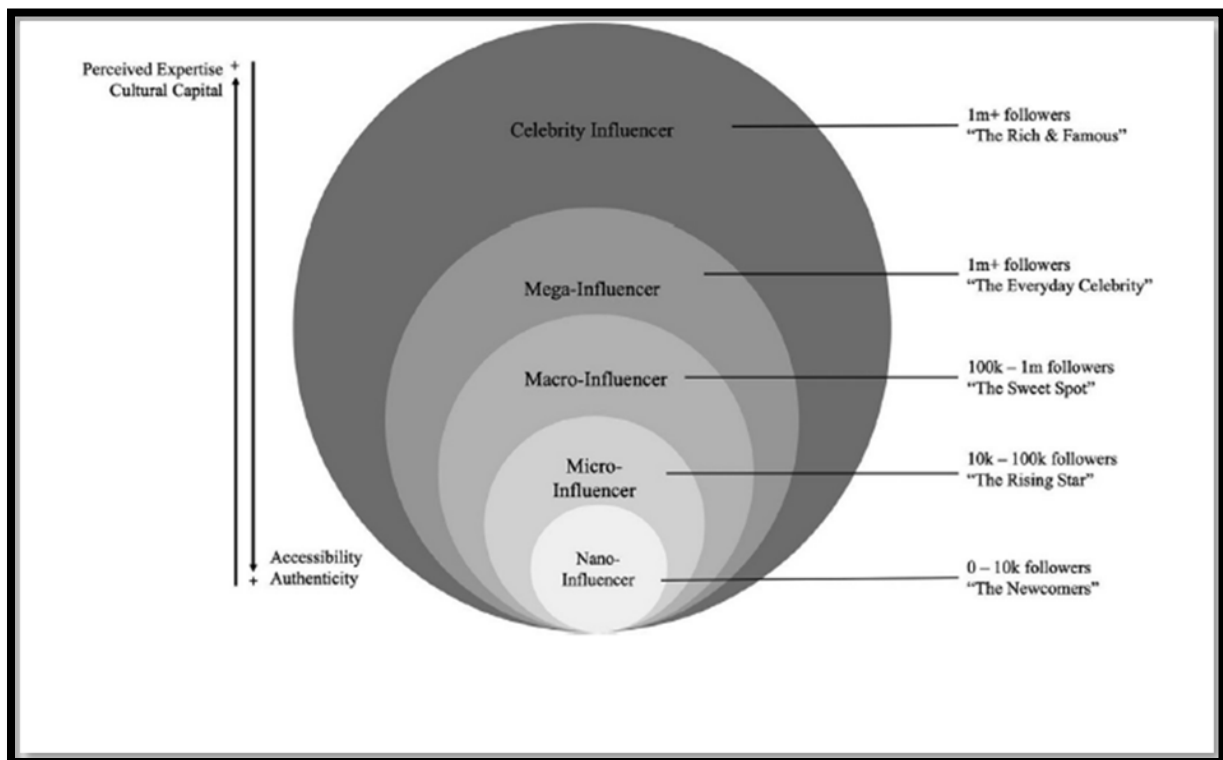 Perceived Expertise +
Cultural Capital
Celebrity Influencer
1m+ followers
“The Rich & Famous”
Mega-Influencer
1m+ followers
“The Everyday Celebrity”
Macro-Influencer
100k – 1m followers
“The Sweet Spot”
Micro-
Influencer
10k – 100k followers
“The Rising Star”
Accessibility
+ Authenticity
Nano-
Influencer
0 – 10k followers
“The Newcomers”